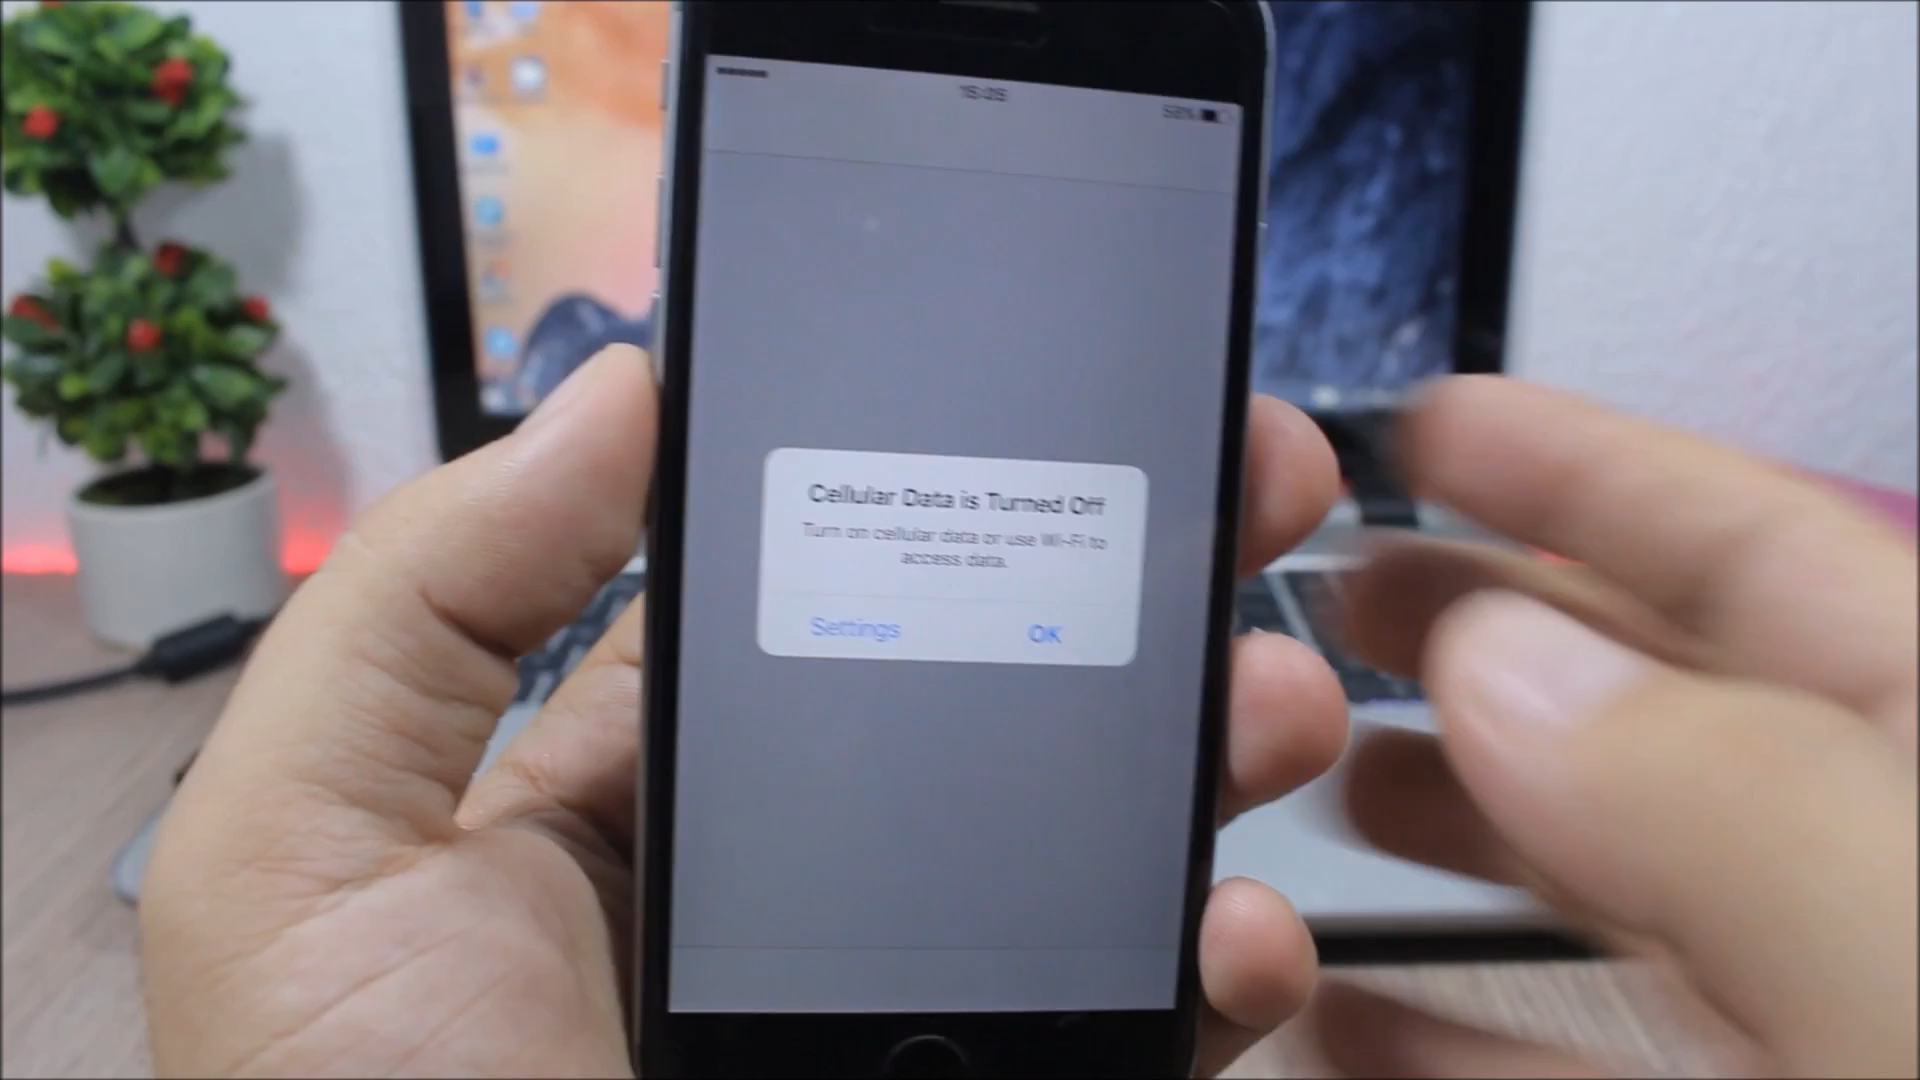 Cellular Data is Turned Off
Turn on cellular data or use Wi-Fi to
access data.
Settings
OK